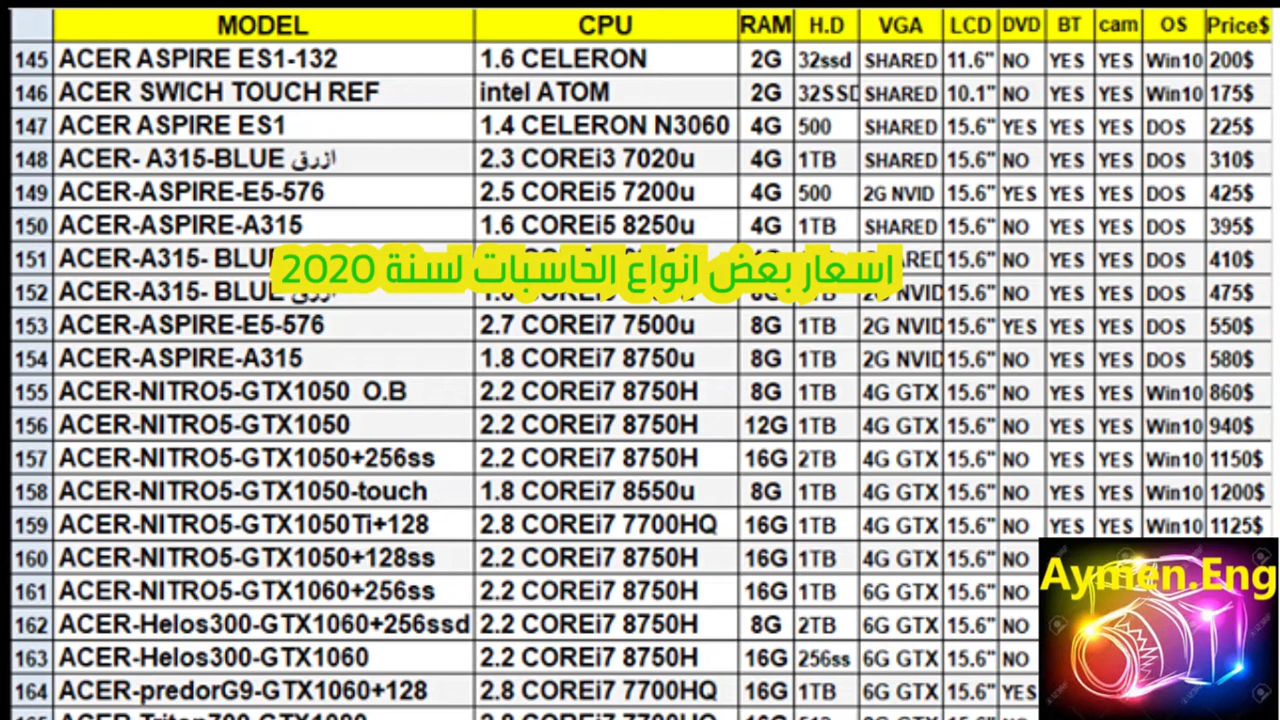 MODEL CPU RAM H.D VGA LCD DVD BT cam OS Price$
145 ACER ASPIRE ES1-132 1.6 CELERON 2G 32ssd SHARED 11.6" NO YES YES Win10 200$
146 ACER SWICH TOUCH REF intel ATOM 2G 32SSD SHARED 10.1" NO YES YES Win10 175$
147 ACER ASPIRE ES1 1.4 CELERON N3060 4G 500 SHARED 15.6" YES YES YES DOS 225$
148 ACER- A315-BLUE ازرق 2.3 COREi3 7020u 4G 1TB SHARED 15.6" NO YES YES DOS 310$
149 ACER-ASPIRE-E5-576 2.5 COREi5 7200u 4G 500 2G NVID 15.6" YES YES YES DOS 425$
150 ACER-ASPIRE-A315 1.6 COREi5 8250u 4G 1TB SHARED 15.6" NO YES YES DOS 395$
151 ACER-A315- 15.6" NO YES YES DOS 410$
اسعار بعض انواع الحاسبات لسنة 2020
152 ACER-A315- BLUE 15.6" NO YES YES DOS 475$
153 ACER-ASPIRE-E5-576 2.7 COREi7 7500u 8G 1TB 2G NVID 15.6" YES YES YES DOS 550$
154 ACER-ASPIRE-A315 1.8 COREi7 8750u 8G 1TB 2G NVID 15.6" NO YES YES DOS 580$
155 ACER-NITRO5-GTX1050 O.B 2.2 COREi7 8750H 8G 1TB 4G GTX 15.6" NO YES YES Win10 860$
156 ACER-NITRO5-GTX1050 2.2 COREi7 8750H 12G 1TB 4G GTX 15.6" NO YES YES Win10 940$
157 ACER-NITRO5-GTX1050+256ss 2.2 COREi7 8750H 16G 2TB 4G GTX 15.6" NO YES YES Win10 1150$
158 ACER-NITRO5-GTX1050-touch 1.8 COREi7 8550u 8G 1TB 4G GTX 15.6" NO YES YES Win10 1200$
159 ACER-NITRO5-GTX1050Ti+128 2.8 COREi7 7700HQ 16G 1TB 4G GTX 15.6" NO YES YES Win10 1125$
160 ACER-NITRO5-GTX1050+128ss 2.2 COREi7 8750H 16G 1TB 4G GTX 15.6" NO
Aymen.Eng
161 ACER-NITRO5-GTX1060+256ss 2.2 COREi7 8750H 16G 1TB 6G GTX 15.6" NO
162 ACER-Helos300-GTX1060+256ssd 2.2 COREi7 8750H 8G 2TB 6G GTX 15.6" NO
163 ACER-Helos300-GTX1060 2.2 COREi7 8750H 16G 256ss 6G GTX 15.6" NO
164 ACER-predorG9-GTX1060+128 2.8 COREi7 7700HQ 16G 1TB 6G GTX 15.6" YES